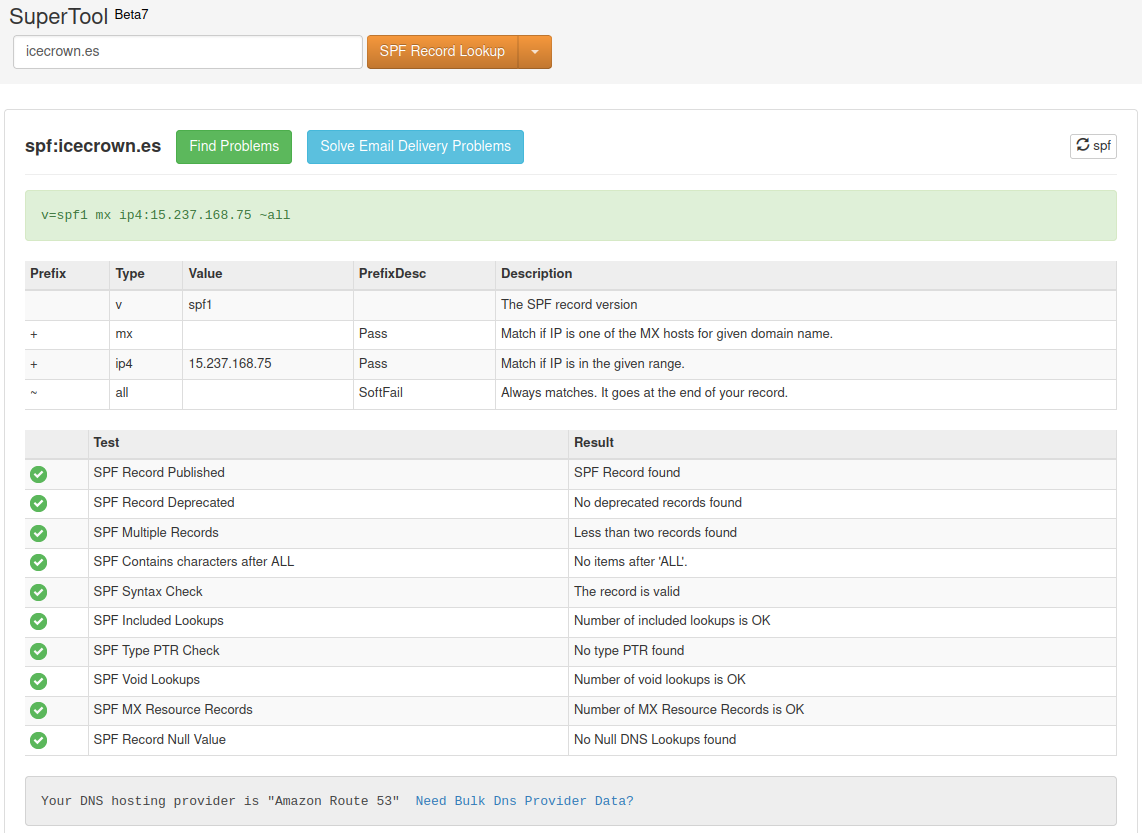 SuperTool Beta7
icecrown.es SPF Record Lookup
spf:icecrown.es Find Problems Solve Email Delivery Problems spf
v=spf1 mx ip4:15.237.168.75 ~all
Prefix Type Value PrefixDesc Description
v spf1 The SPF record version
+ mx Pass Match if IP is one of the MX hosts for given domain name.
+ ip4 15.237.168.75 Pass Match if IP is in the given range.
~ all SoftFail Always matches. It goes at the end of your record.
Test Result
SPF Record Published SPF Record found
SPF Record Deprecated No deprecated records found
SPF Multiple Records Less than two records found
SPF Contains characters after ALL No items after 'ALL'.
SPF Syntax Check The record is valid
SPF Included Lookups Number of included lookups is OK
SPF Type PTR Check No type PTR found
SPF Void Lookups Number of void lookups is OK
SPF MX Resource Records Number of MX Resource Records is OK
SPF Record Null Value No Null DNS Lookups found
Your DNS hosting provider is "Amazon Route 53" Need Bulk Dns Provider Data?